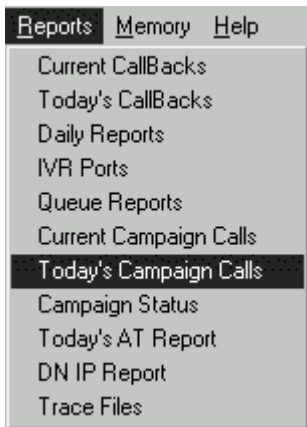 Reports Memory Help
Current CallBacks
Today's CallBacks
Daily Reports
IVR Ports
Queue Reports
Current Campaign Calls
Today's Campaign Calls
Campaign Status
Today's AT Report
DN IP Report
Trace Files